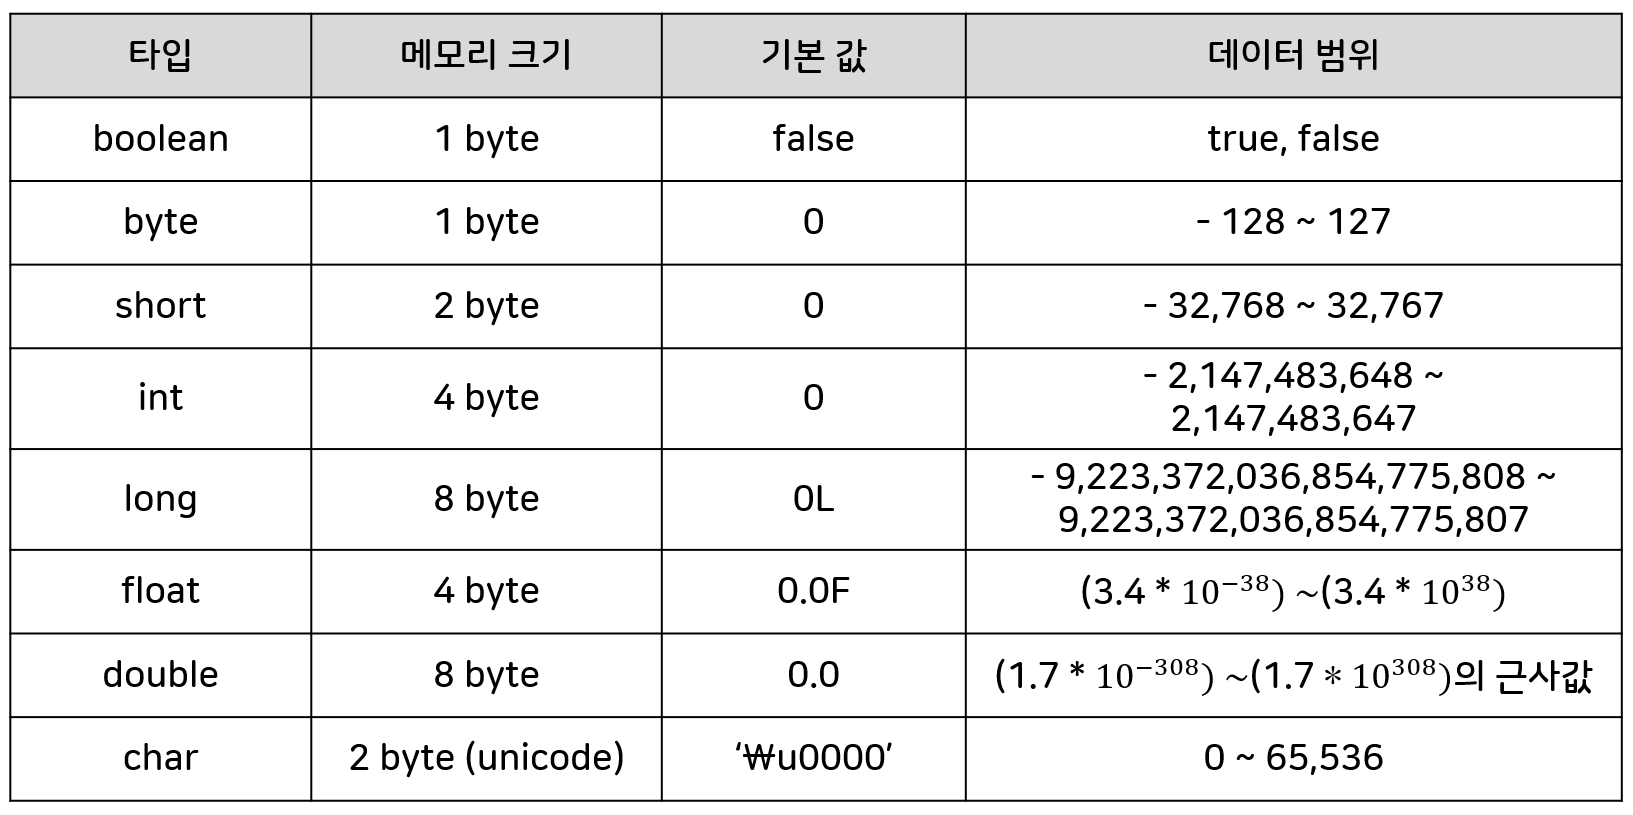 타입 메모리 크기 기본 값 데이터 범위
boolean 1 byte false true, false
byte 1 byte 0 - 128 ~ 127
short 2 byte 0 - 32,768 ~ 32,767
int 4 byte 0 - 2,147,483,648 ~
2,147,483,647
long 8 byte 0L - 9,223,372,036,854,775,808 ~
9,223,372,036,854,775,807
float 4 byte 0.0F (3.4 * 10⁻³⁸) ~(3.4 * 10³⁸)
double 8 byte 0.0 (1.7 * 10⁻³⁰⁸) ~(1.7 * 10³⁰⁸)의 근사값
char 2 byte (unicode) ‘₩u0000’ 0 ~ 65,536